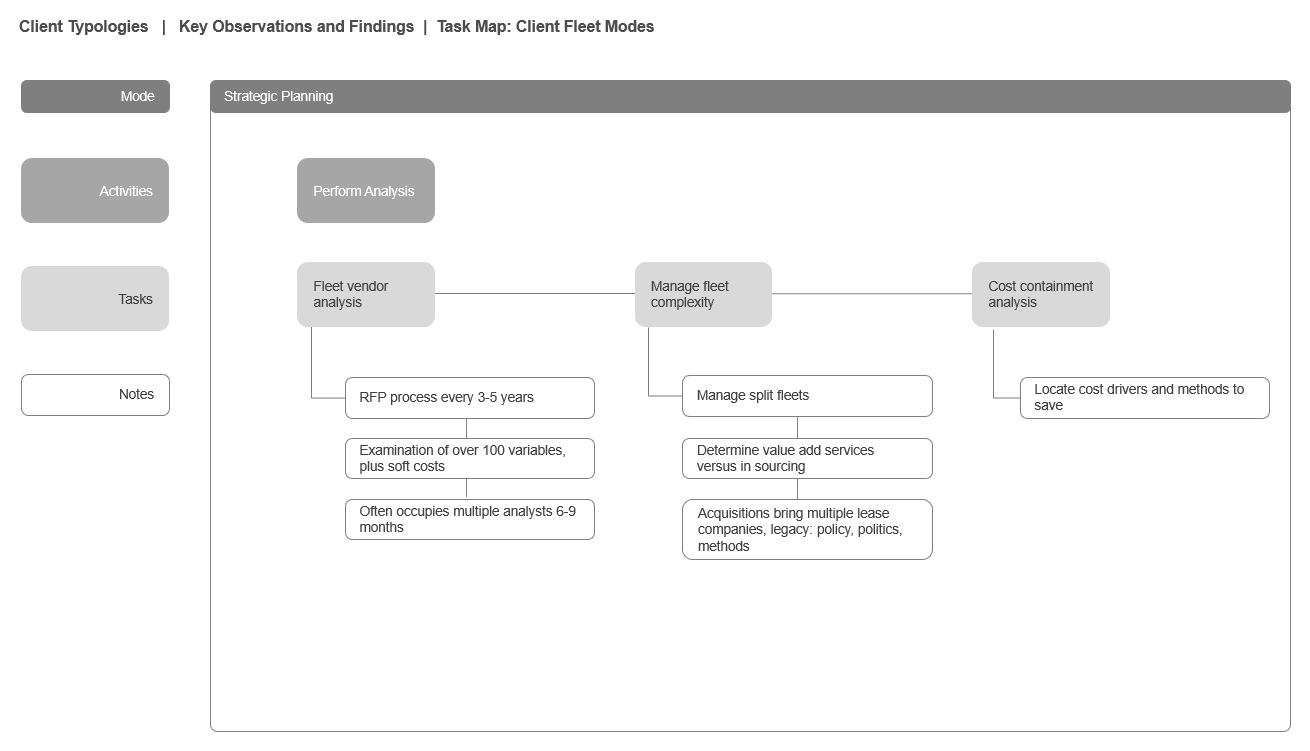 Client Typologies | Key Observations and Findings | Task Map: Client Fleet Modes
Mode
Strategic Planning
Activities
Perform Analysis
Tasks
Fleet vendor
analysis
Manage fleet
complexity
Cost containment
analysis
Notes
RFP process every 3-5 years
Examination of over 100 variables,
plus soft costs
Often occupies multiple analysts 6-9
months
Manage split fleets
Determine value add services
versus in sourcing
Acquisitions bring multiple lease
companies, legacy: policy, politics,
methods
Locate cost drivers and methods to
save